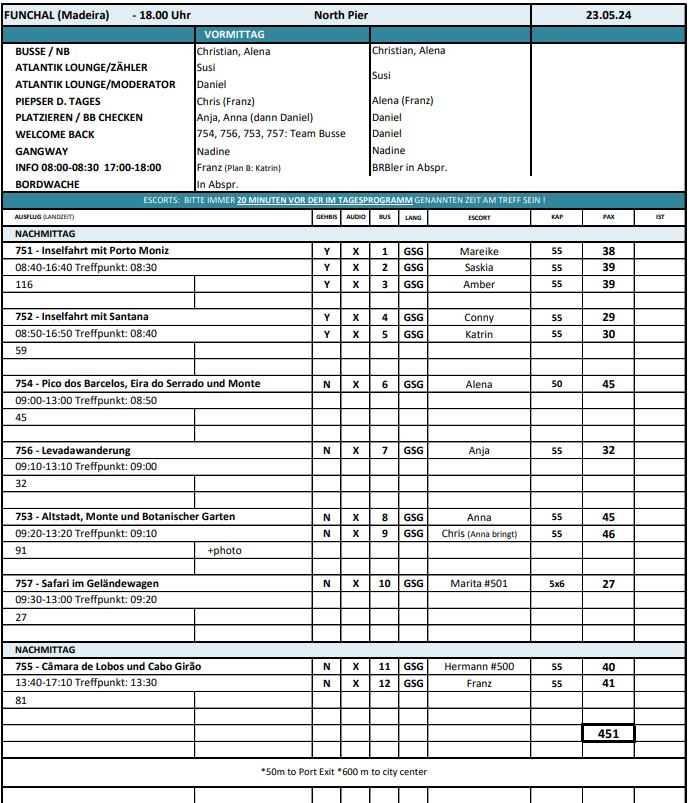 FUNCHAL (Madeira) - 18.00 Uhr North Pier 23.05.24
VORMITTAG
BUSSE / NB Christian, Alena Christian, Alena
ATLANTIK LOUNGE/ZÄHLER Susi Susi
ATLANTIK LOUNGE/MODERATOR Daniel
PIEPSER D. TAGES Chris (Franz) Alena (Franz)
PLATZIEREN / BB CHECKEN Anja, Anna (dann Daniel) Daniel
WELCOME BACK 754, 756, 753, 757: Team Busse Daniel
GANGWAY Nadine Nadine
INFO 08:00-08:30 17:00-18:00 Franz (Plan B: Katrin) BRBler in Abspr.
BORDWACHE In Abspr.
ESCORTS: BITTE IMMER 20 MINUTEN VOR DER IM TAGESPROGRAMM GENANNTEN ZEIT AM TREFF SEIN !
AUSFLUG (LANDZEIT) GEHBIS AUDIO BUS LANG ESCORT KAP PAX IST
NACHMITTAG
751 - Inselfahrt mit Porto Moniz Y X 1 GSG Mareike 55 38
08:40-16:40 Treffpunkt: 08:30 Y X 2 GSG Saskia 55 39
116 Y X 3 GSG Amber 55 39
752 - Inselfahrt mit Santana Y X 4 GSG Conny 55 29
08:50-16:50 Treffpunkt: 08:40 Y X 5 GSG Katrin 55 30
59
754 - Pico dos Barcelos, Eira do Serrado und Monte N X 6 GSG Alena 50 45
09:00-13:00 Treffpunkt: 08:50
45
756 - Levadawanderung N X 7 GSG Anja 55 32
09:10-13:10 Treffpunkt: 09:00
32
753 - Altstadt, Monte und Botanischer Garten N X 8 GSG Anna 55 45
09:20-13:20 Treffpunkt: 09:10 N X 9 GSG Chris (Anna bringt) 55 46
91 +photo
757 - Safari im Geländewagen N X 10 GSG Marita #501 5x6 27
09:30-13:00 Treffpunkt: 09:20
27
NACHMITTAG
755 - Câmara de Lobos und Cabo Girão N X 11 GSG Hermann #500 55 40
13:40-17:10 Treffpunkt: 13:30 N X 12 GSG Franz 55 41
81
451
*50m to Port Exit *600 m to city center